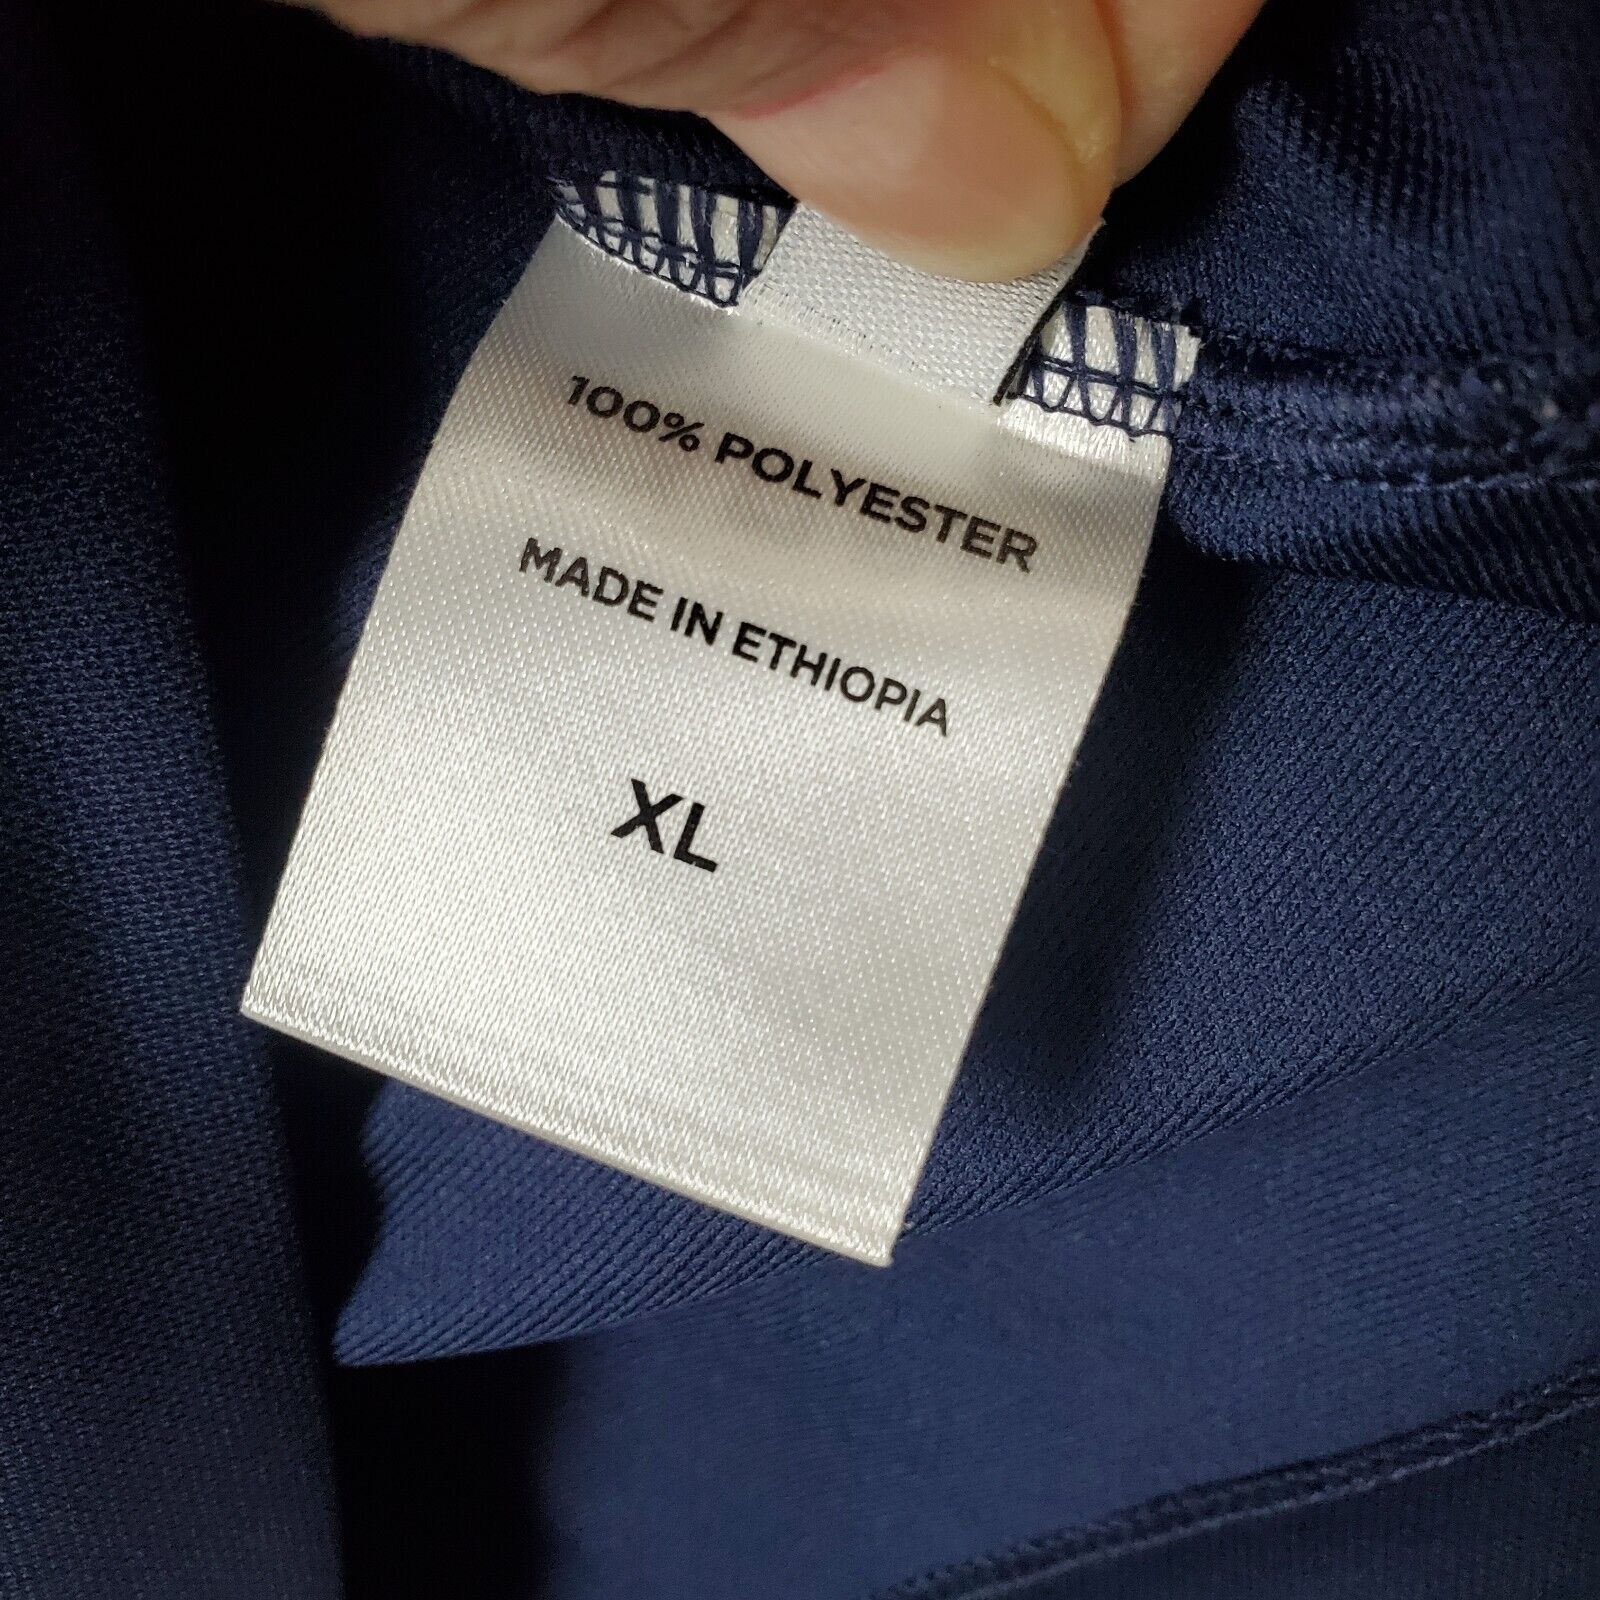 100% POLYESTER
MADE IN ETHIOPIA
XL